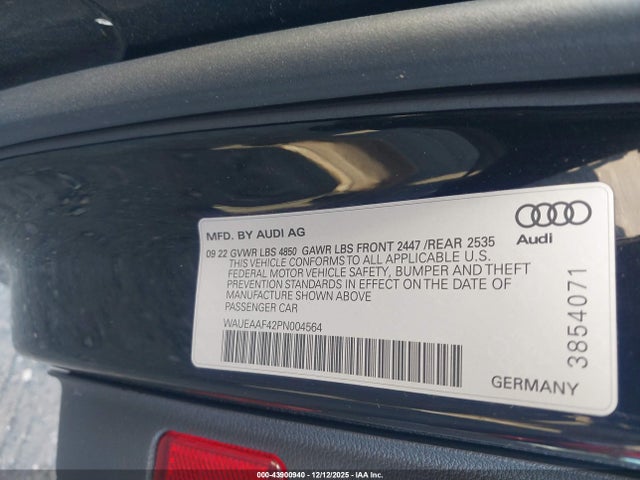 MFD. BY AUDI AG
09 22 GVWR LBS 4850 GAWR LBS FRONT 2447 /REAR 2535
THIS VEHICLE CONFORMS TO ALL APPLICABLE U.S.
FEDERAL MOTOR VEHICLE SAFETY, BUMPER AND THEFT
PREVENTION STANDARDS IN EFFECT ON THE DATE OF
MANUFACTURE SHOWN ABOVE
PASSENGER CAR
WAUEAAF42PN004564
Audi
3854071
GERMANY
000-43900940 - 12/12/2025 - IAA, Inc.